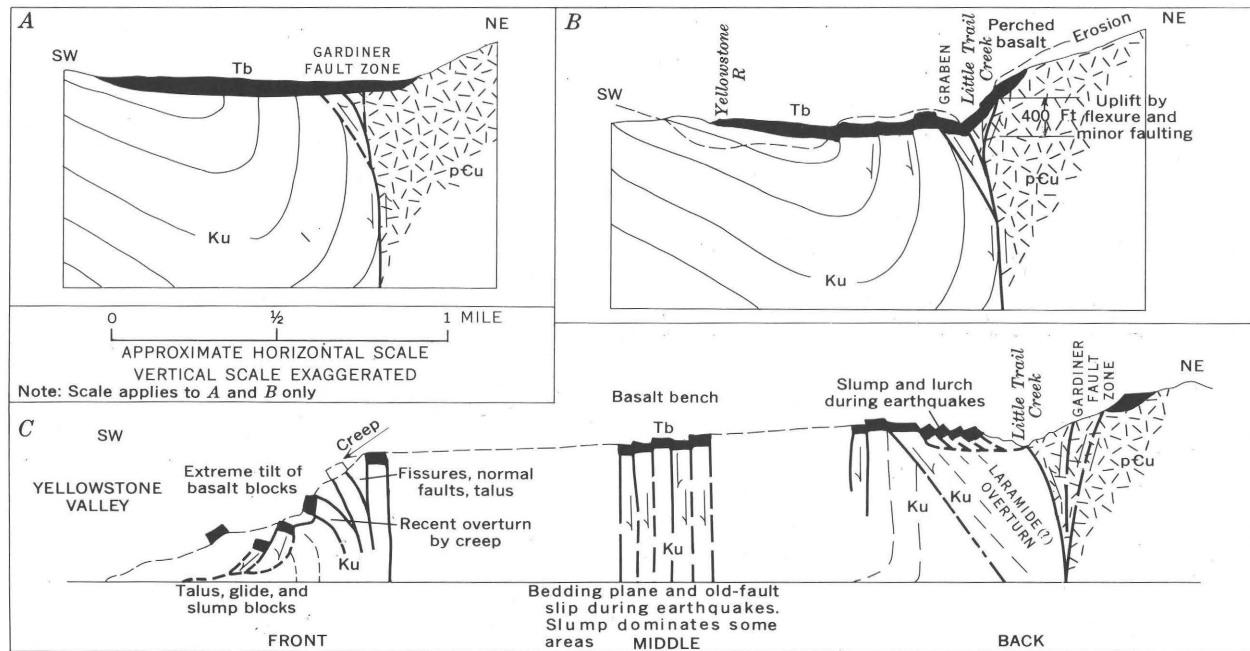 A
NE
SW
Tb
GARDINER
FAULT ZONE
Ku
p€u
B
NE
SW
Yellowstone
R
Tb
GRABEN
Little Trail
Creek
Perched
basalt
Erosion
400 Ft
Uplift by
flexure and
minor faulting
p€u
Ku
0 ½ 1 MILE
APPROXIMATE HORIZONTAL SCALE
VERTICAL SCALE EXAGGERATED
Note: Scale applies to A and B only
C
SW
NE
YELLOWSTONE
VALLEY
Extreme tilt of
basalt blocks
Creep
Fissures, normal
faults, talus
Recent overturn
by creep
Ku
Talus, glide, and
slump blocks
FRONT
Basalt bench
Tb
Ku
Bedding plane and old-fault
slip during earthquakes.
Slump dominates some
areas
MIDDLE
Slump and lurch
during earthquakes
Little Trail
Creek
GARDINER
FAULT
ZONE
p€u
Ku
Ku
LARAMIDE(?)
OVERTURN
BACK